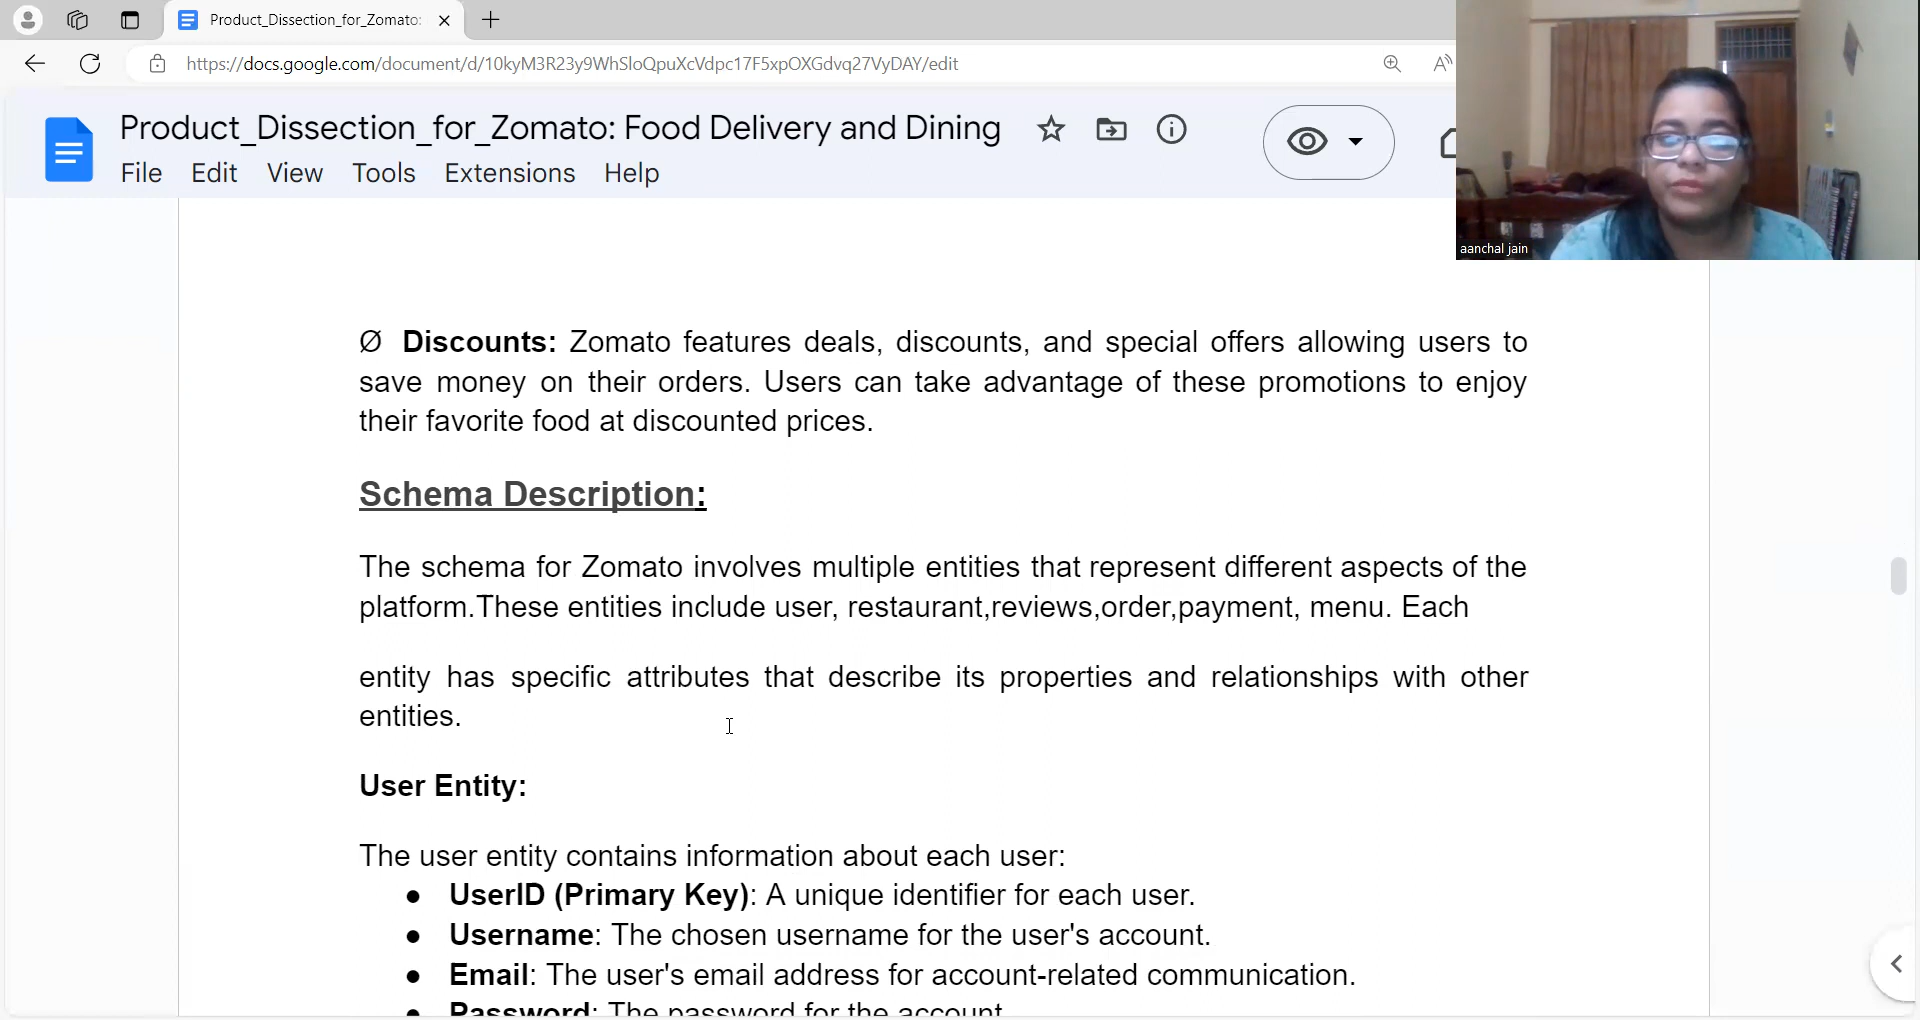 Product_Dissection_for_Zomato:
https://docs.google.com/document/d/10kyM3R23y9WhSloQpuXcVdpc17F5xpOXGdvq27VyDAY/edit
Product_Dissection_for_Zomato: Food Delivery and Dining
File Edit View Tools Extensions Help
aanchal jain
Ø Discounts: Zomato features deals, discounts, and special offers allowing users to
save money on their orders. Users can take advantage of these promotions to enjoy
their favorite food at discounted prices.
Schema Description:
The schema for Zomato involves multiple entities that represent different aspects of the
platform.These entities include user, restaurant,reviews,order,payment, menu. Each
entity has specific attributes that describe its properties and relationships with other
entities.
User Entity:
The user entity contains information about each user:
● UserID (Primary Key): A unique identifier for each user.
● Username: The chosen username for the user's account.
● Email: The user's email address for account-related communication.
● Password: The password for the account